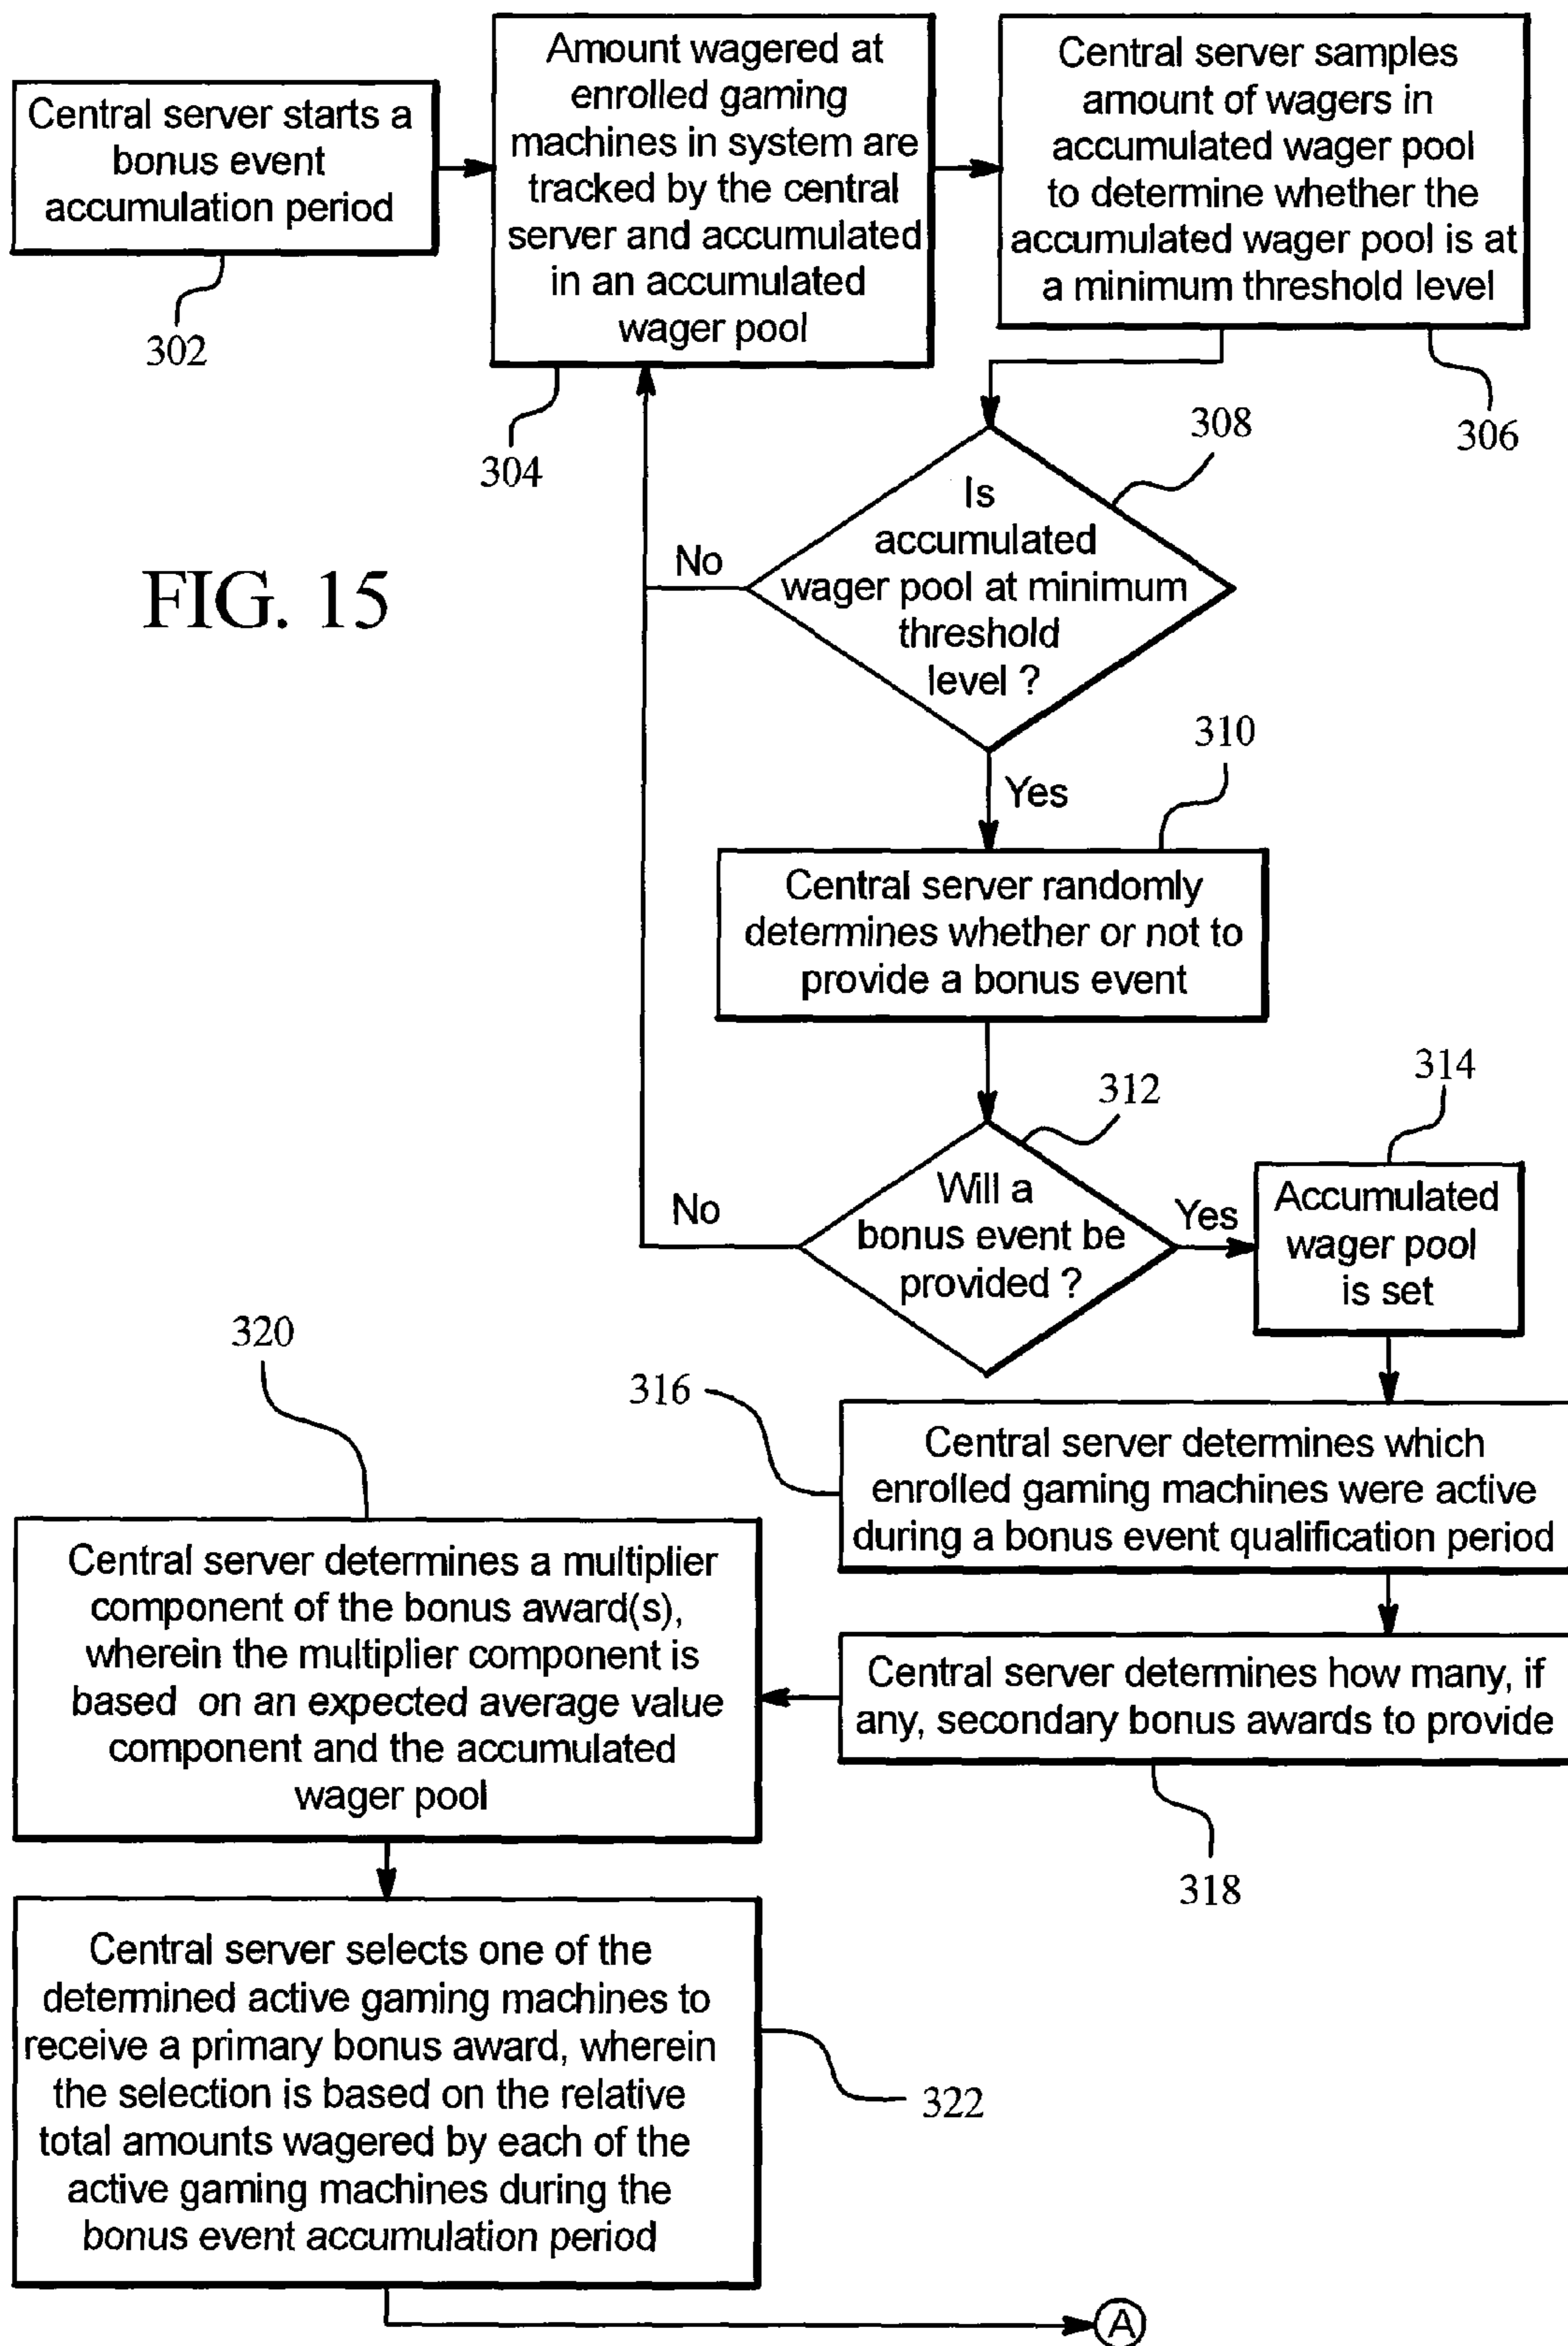 Central server starts a
bonus event
accumulation period
302
Amount wagered at
enrolled gaming
machines in system are
tracked by the central
server and accumulated
in an accumulated
wager pool
304
Central server samples
amount of wagers in
accumulated wager pool
to determine whether the
accumulated wager pool is at
a minimum threshold level
306
308
Is
accumulated
wager pool at minimum
threshold
level ?
No
FIG. 15
Yes
310
Central server randomly
determines whether or not to
provide a bonus event
312
Will a
bonus event be
provided ?
No
Yes
314
Accumulated
wager pool
is set
316
Central server determines which
enrolled gaming machines were active
during a bonus event qualification period
Central server determines how many, if
any, secondary bonus awards to provide
318
320
Central server determines a multiplier
component of the bonus award(s),
wherein the multiplier component is
based on an expected average value
component and the accumulated
wager pool
Central server selects one of the
determined active gaming machines to
receive a primary bonus award, wherein
the selection is based on the relative
total amounts wagered by each of the
active gaming machines during the
bonus event accumulation period
322
A